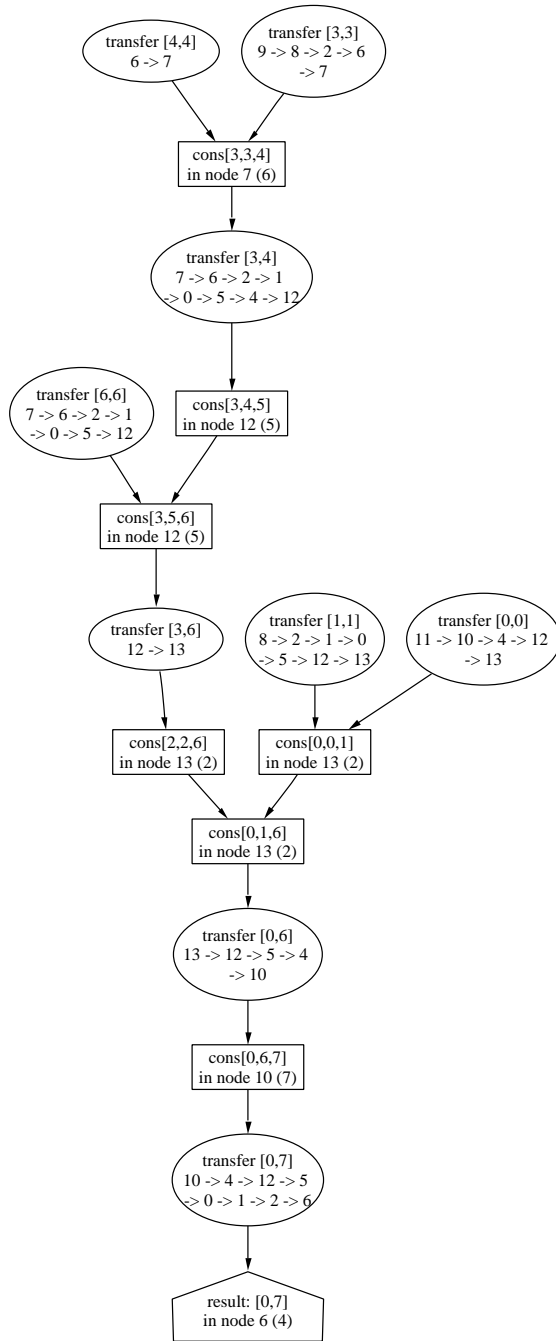 transfer [4,4]
6 -> 7
transfer [3,3]
9 -> 8 -> 2 -> 6
-> 7
cons[3,3,4]
in node 7 (6)
transfer [3,4]
7 -> 6 -> 2 -> 1
-> 0 -> 5 -> 4 -> 12
transfer [6,6]
7 -> 6 -> 2 -> 1
-> 0 -> 5 -> 12
cons[3,4,5]
in node 12 (5)
cons[3,5,6]
in node 12 (5)
transfer [3,6]
12 -> 13
transfer [1,1]
8 -> 2 -> 1 -> 0
-> 5 -> 12 -> 13
transfer [0,0]
11 -> 10 -> 4 -> 12
-> 13
cons[2,2,6]
in node 13 (2)
cons[0,0,1]
in node 13 (2)
cons[0,1,6]
in node 13 (2)
transfer [0,6]
13 -> 12 -> 5 -> 4
-> 10
cons[0,6,7]
in node 10 (7)
transfer [0,7]
10 -> 4 -> 12 -> 5
-> 0 -> 1 -> 2 -> 6
result: [0,7]
in node 6 (4)